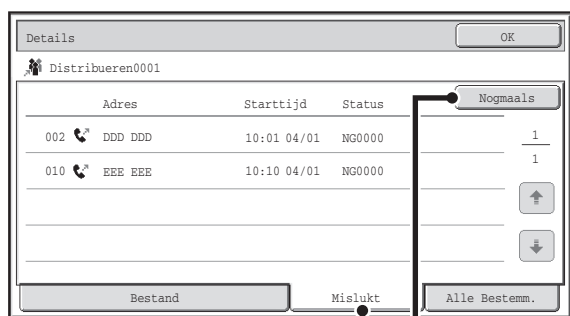 Details OK
Distribueren0001
Nogmaals
Adres Starttijd Status
002 DDD DDD 10:01 04/01 NG0000 1
1
010 EEE EEE 10:10 04/01 NG0000
Bestand Mislukt Alle Bestemm.